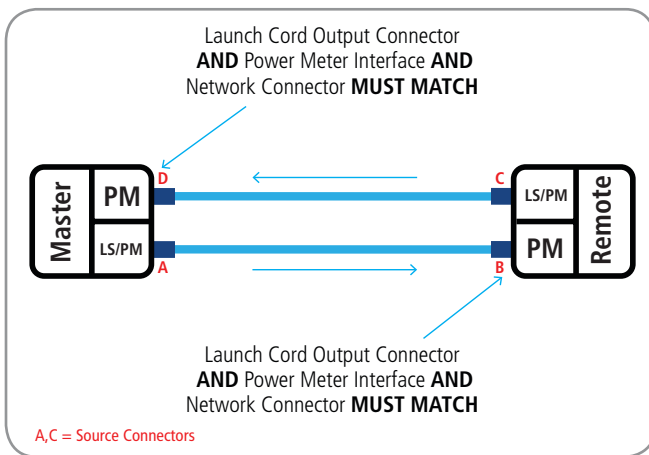 Launch Cord Output Connector
AND Power Meter Interface AND
Network Connector MUST MATCH
D
C
Master
PM
LS/PM
LS/PM
PM
Remote
A
B
Launch Cord Output Connector
AND Power Meter Interface AND
Network Connector MUST MATCH
A,C = Source Connectors